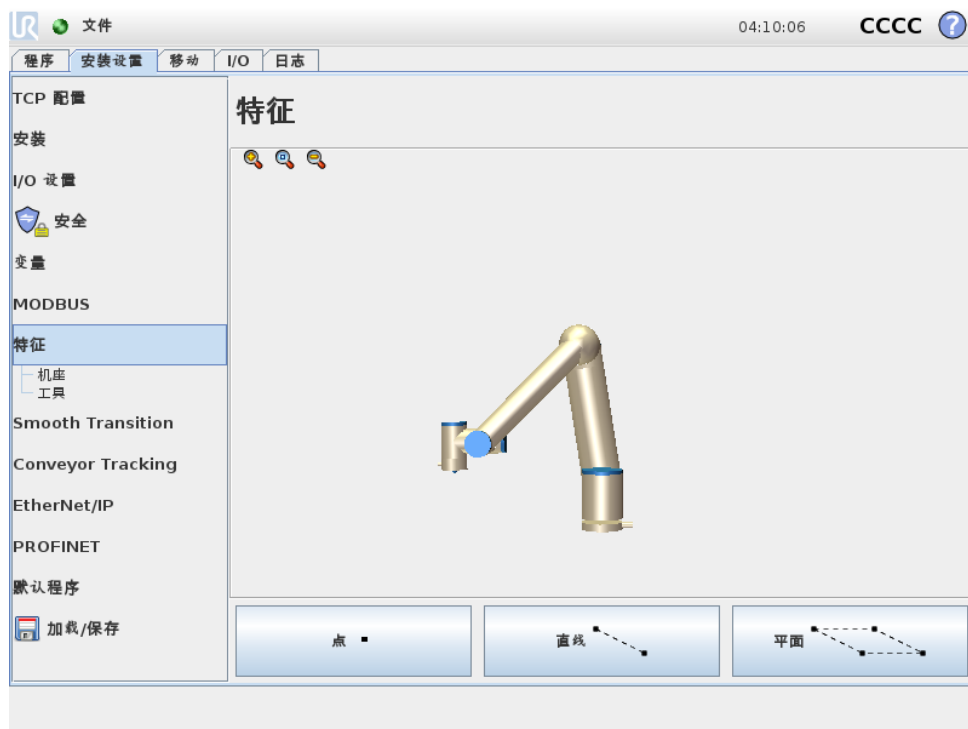 UR 文件 04:10:06 CCCC ?
程序 安装设置 移动 I/O 日志
TCP 配置
安装
I/O 设置
安全
变量
MODBUS
特征
机座
工具
Smooth Transition
Conveyor Tracking
EtherNet/IP
PROFINET
默认程序
加载/保存
特征
点
直线
平面